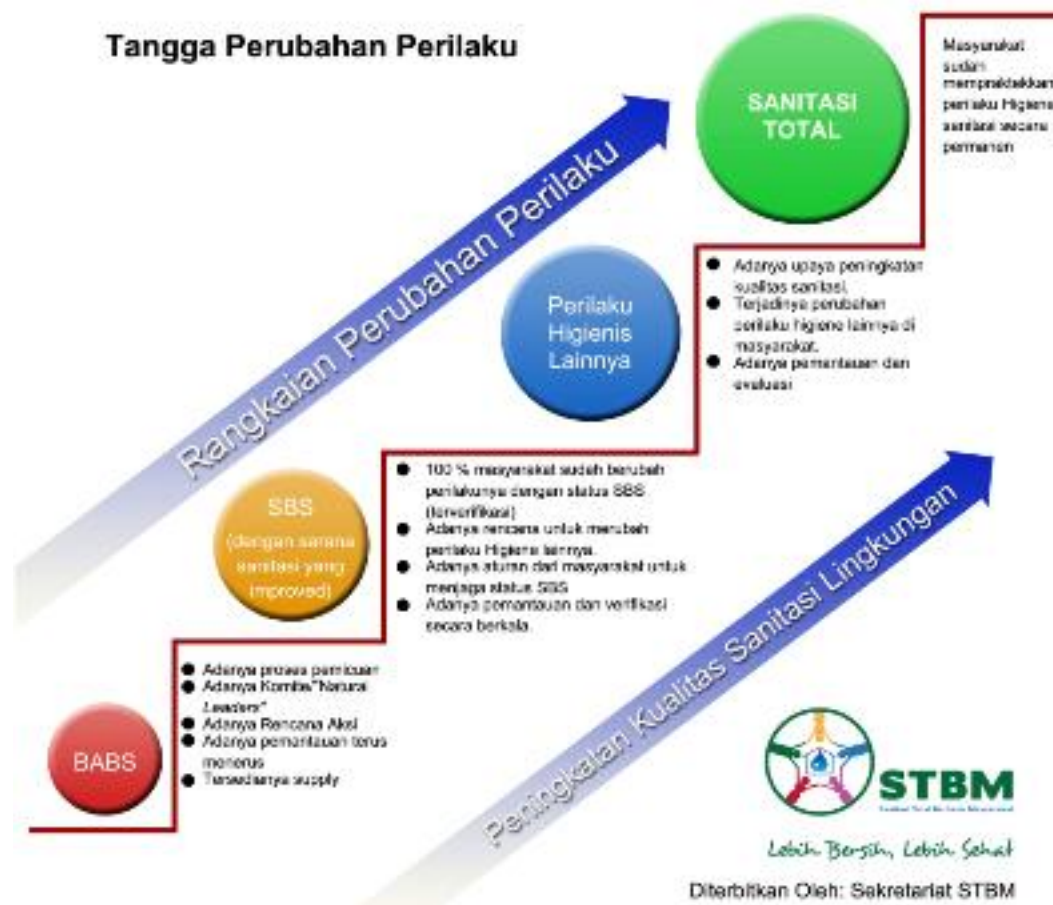 Tangga Perubahan Perilaku
Rangkaian Perubahan Perilaku
SANITASI
TOTAL
Masyarakat
sudah
mempraktekkan
perilaku Higiene
sanitasi secara
permanen
Perilaku
Higienis
Lainnya
● Adanya upaya peningkatan
kualitas sanitasi.
● Terjadinya perubahan
perilaku higiene lainnya di
masyarakat.
● Adanya pemantauan dan
evaluasi
SBS
(dengan sarana
sanitasi yang
improved)
● 100 % masyarakat sudah berubah
perilakunya dengan status SBS
(terverifikasi)
● Adanya rencana untuk merubah
perilaku Higiene lainnya.
● Adanya aturan dari masyarakat untuk
menjaga status SBS
● Adanya pemantauan dan verifikasi
secara berkala.
BABS
● Adanya proses pemicuan
● Adanya Komite/"Natural
Leaders"
● Adanya Rencana Aksi
● Adanya pemantauan terus
menerus
● Tersedianya supply
Peningkatan Kualitas Sanitasi Lingkungan
STBM
Lebih Bersih, Lebih Sehat
Diterbitkan Oleh: Sekretariat STBM